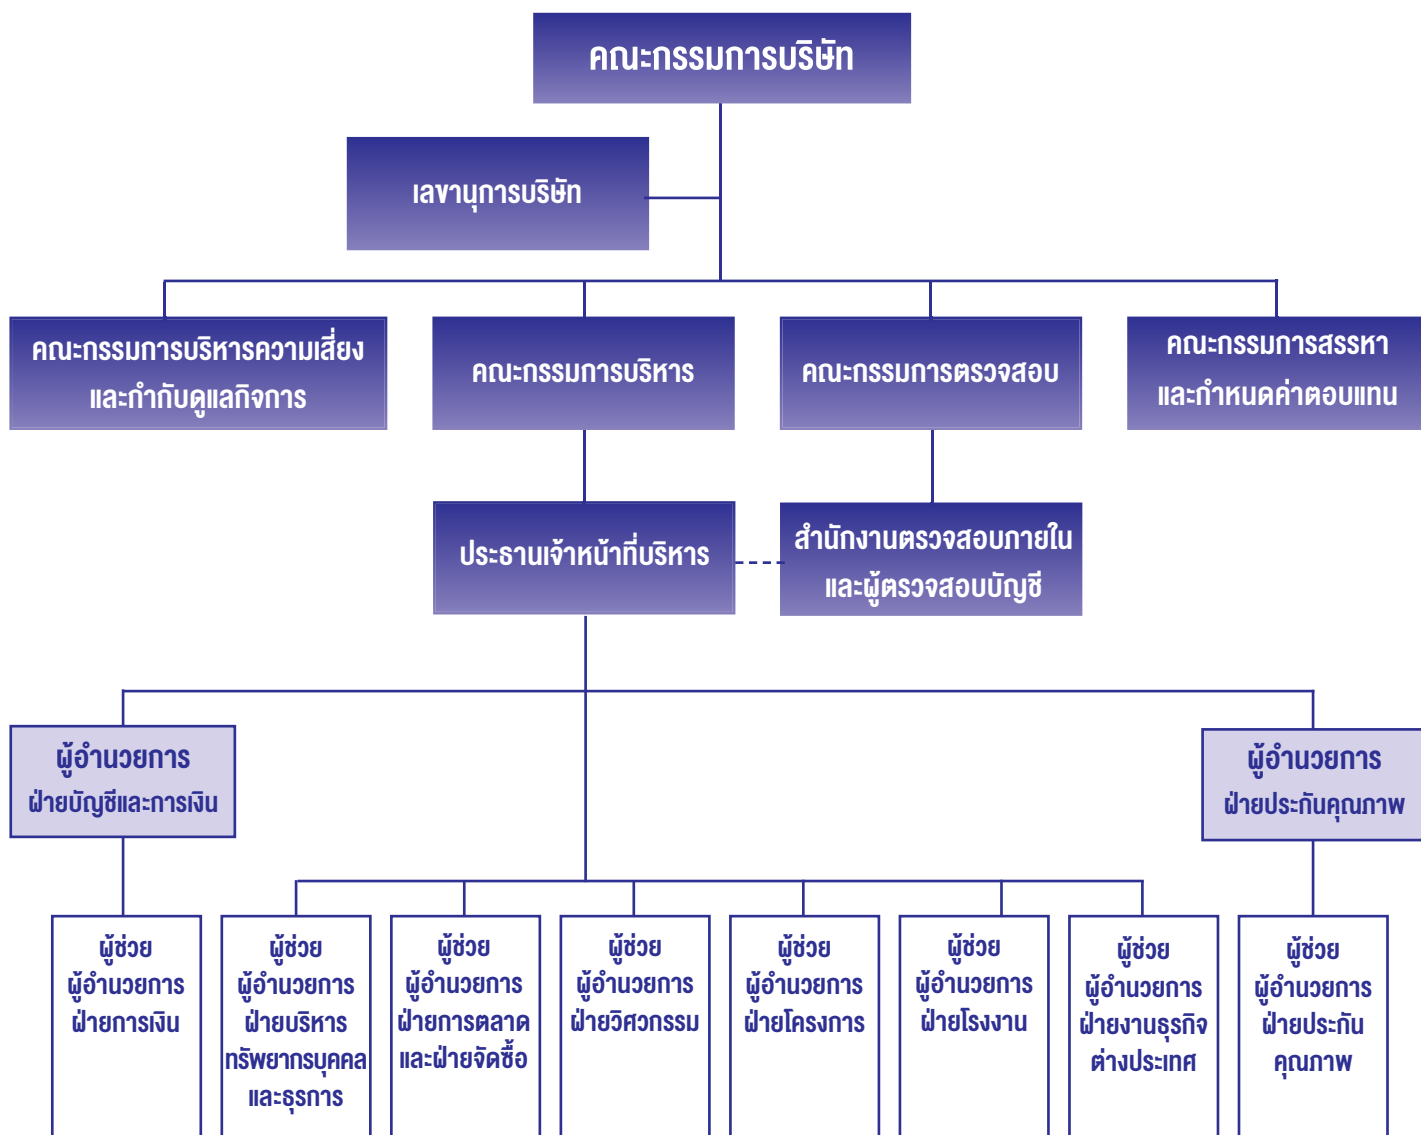 คณะกรรมการบริษัท
เลขานุการบริษัท
คณะกรรมการบริหารความเสี่ยง
และกำกับดูแลกิจการ
คณะกรรมการบริหาร
คณะกรรมการตรวจสอบ
คณะกรรมการสรรหา
และกำหนดค่าตอบแทน
ประธานเจ้าหน้าที่บริหาร
สำนักงานตรวจสอบภายใน
และผู้ตรวจสอบบัญชี
ผู้อำนวยการ
ฝ่ายบัญชีและการเงิน
ผู้อำนวยการ
ฝ่ายประกันคุณภาพ
ผู้ช่วย
ผู้อำนวยการ
ฝ่ายการเงิน
ผู้ช่วย
ผู้อำนวยการ
ฝ่ายบริหาร
ทรัพยากรบุคคล
และธุรการ
ผู้ช่วย
ผู้อำนวยการ
ฝ่ายการตลาด
และฝ่ายจัดซื้อ
ผู้ช่วย
ผู้อำนวยการ
ฝ่ายวิศวกรรม
ผู้ช่วย
ผู้อำนวยการ
ฝ่ายโครงการ
ผู้ช่วย
ผู้อำนวยการ
ฝ่ายโรงงาน
ผู้ช่วย
ผู้อำนวยการ
ฝ่ายงานธุรกิจ
ต่างประเทศ
ผู้ช่วย
ผู้อำนวยการ
ฝ่ายประกัน
คุณภาพ